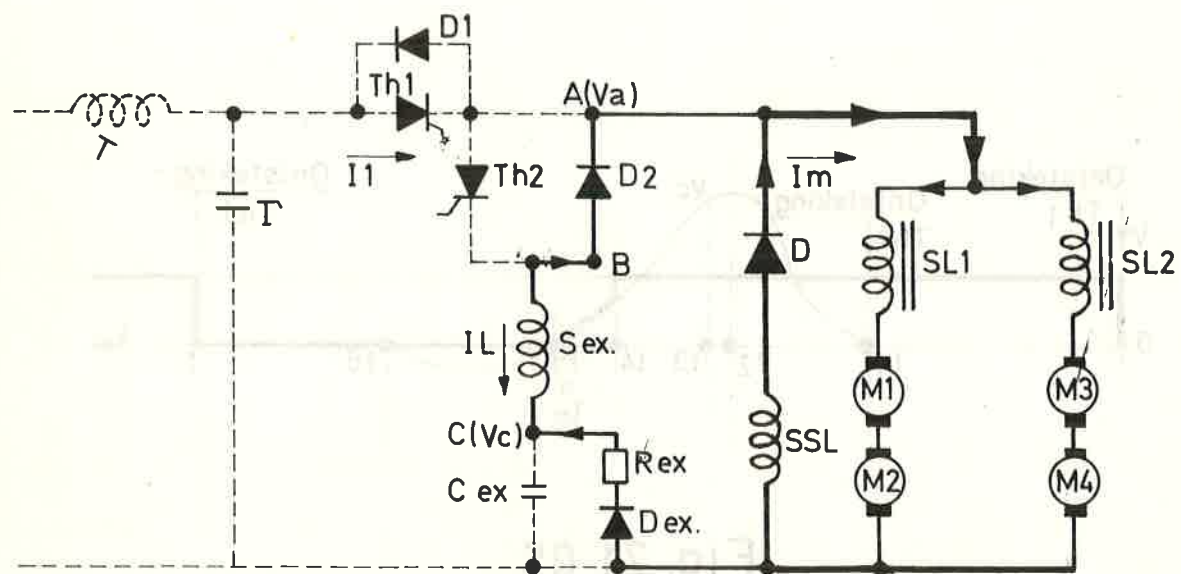 D1
Th1
A(Va)
T
I1
Th2
D2
Im
T
D
SL1
SL2
B
IL
Sex.
M1
M3
C(Vc)
Rex
SSL
C ex
M2
M4
Dex.